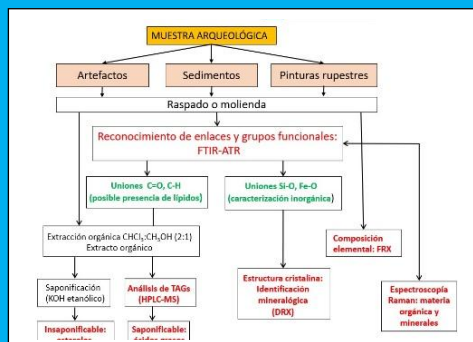 MUESTRA ARQUEOLÓGICA
Artefactos
Sedimentos
Pinturas rupestres
Raspado o molienda
Reconocimiento de enlaces y grupos funcionales:
FTIR-ATR
Uniones C=O, C-H
(posible presencia de lípidos)
Uniones Si-O, Fe-O
(caracterización inorgánica)
Extracción orgánica CHCl₃:CH₃OH (2:1)
Extracto orgánico
Composición
elemental: FRX
Saponificación
(KOH etanólico)
Análisis de TAGs
(HPLC-MS)
Estructura cristalina:
Identificación
mineralógica
(DRX)
Espectroscopía
Raman: materia
orgánica y
minerales
Insaponificable:
Saponificable: